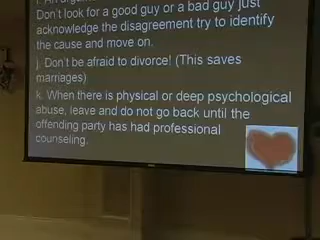 Don't look for a good guy or a bad guy just
acknowledge the disagreement try to identify
the cause and move on.
j. Don't be afraid to divorce! (This saves
marriages)
k. When there is physical or deep psychological
abuse, leave and do not go back until the
offending party has had professional
counseling.